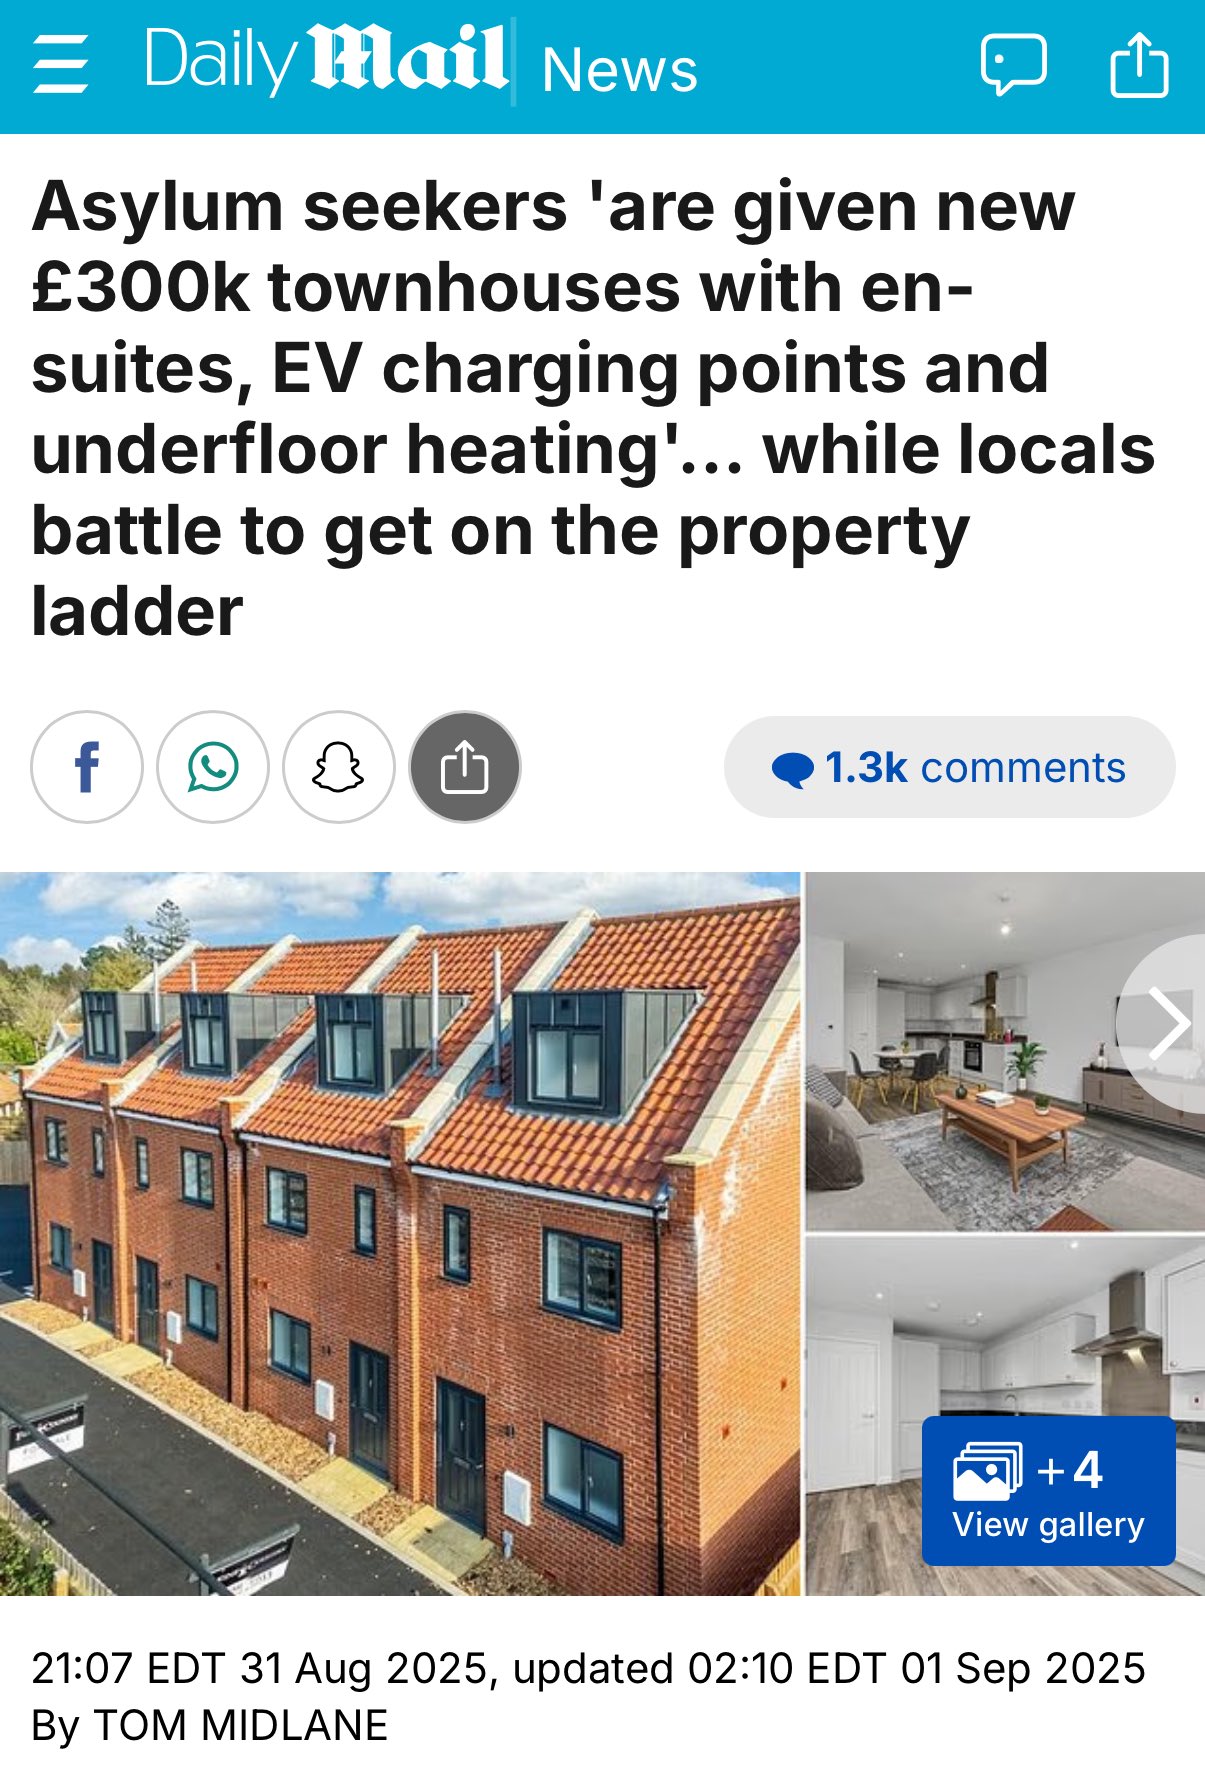 Daily Mail News
Asylum seekers 'are given new
£300k townhouses with en-
suites, EV charging points and
underfloor heating'... while locals
battle to get on the property
ladder
1.3k comments
+4
View gallery
21:07 EDT 31 Aug 2025, updated 02:10 EDT 01 Sep 2025
By TOM MIDLANE